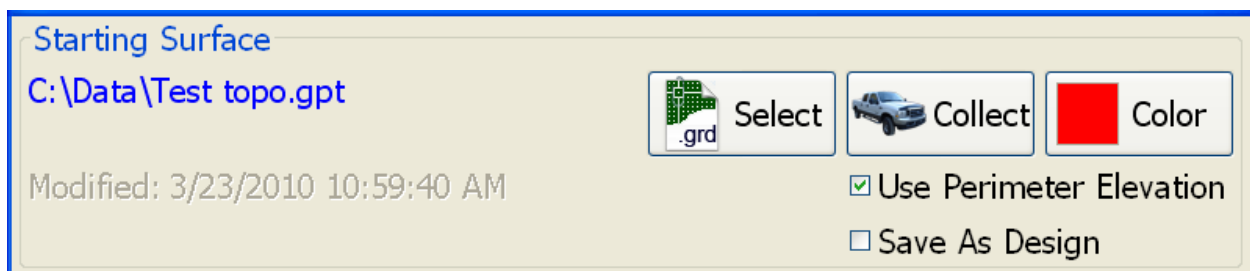 Starting Surface
C:\Data\Test topo.gpt
.grd
Select
Collect
Color
Modified: 3/23/2010 10:59:40 AM
Use Perimeter Elevation
Save As Design